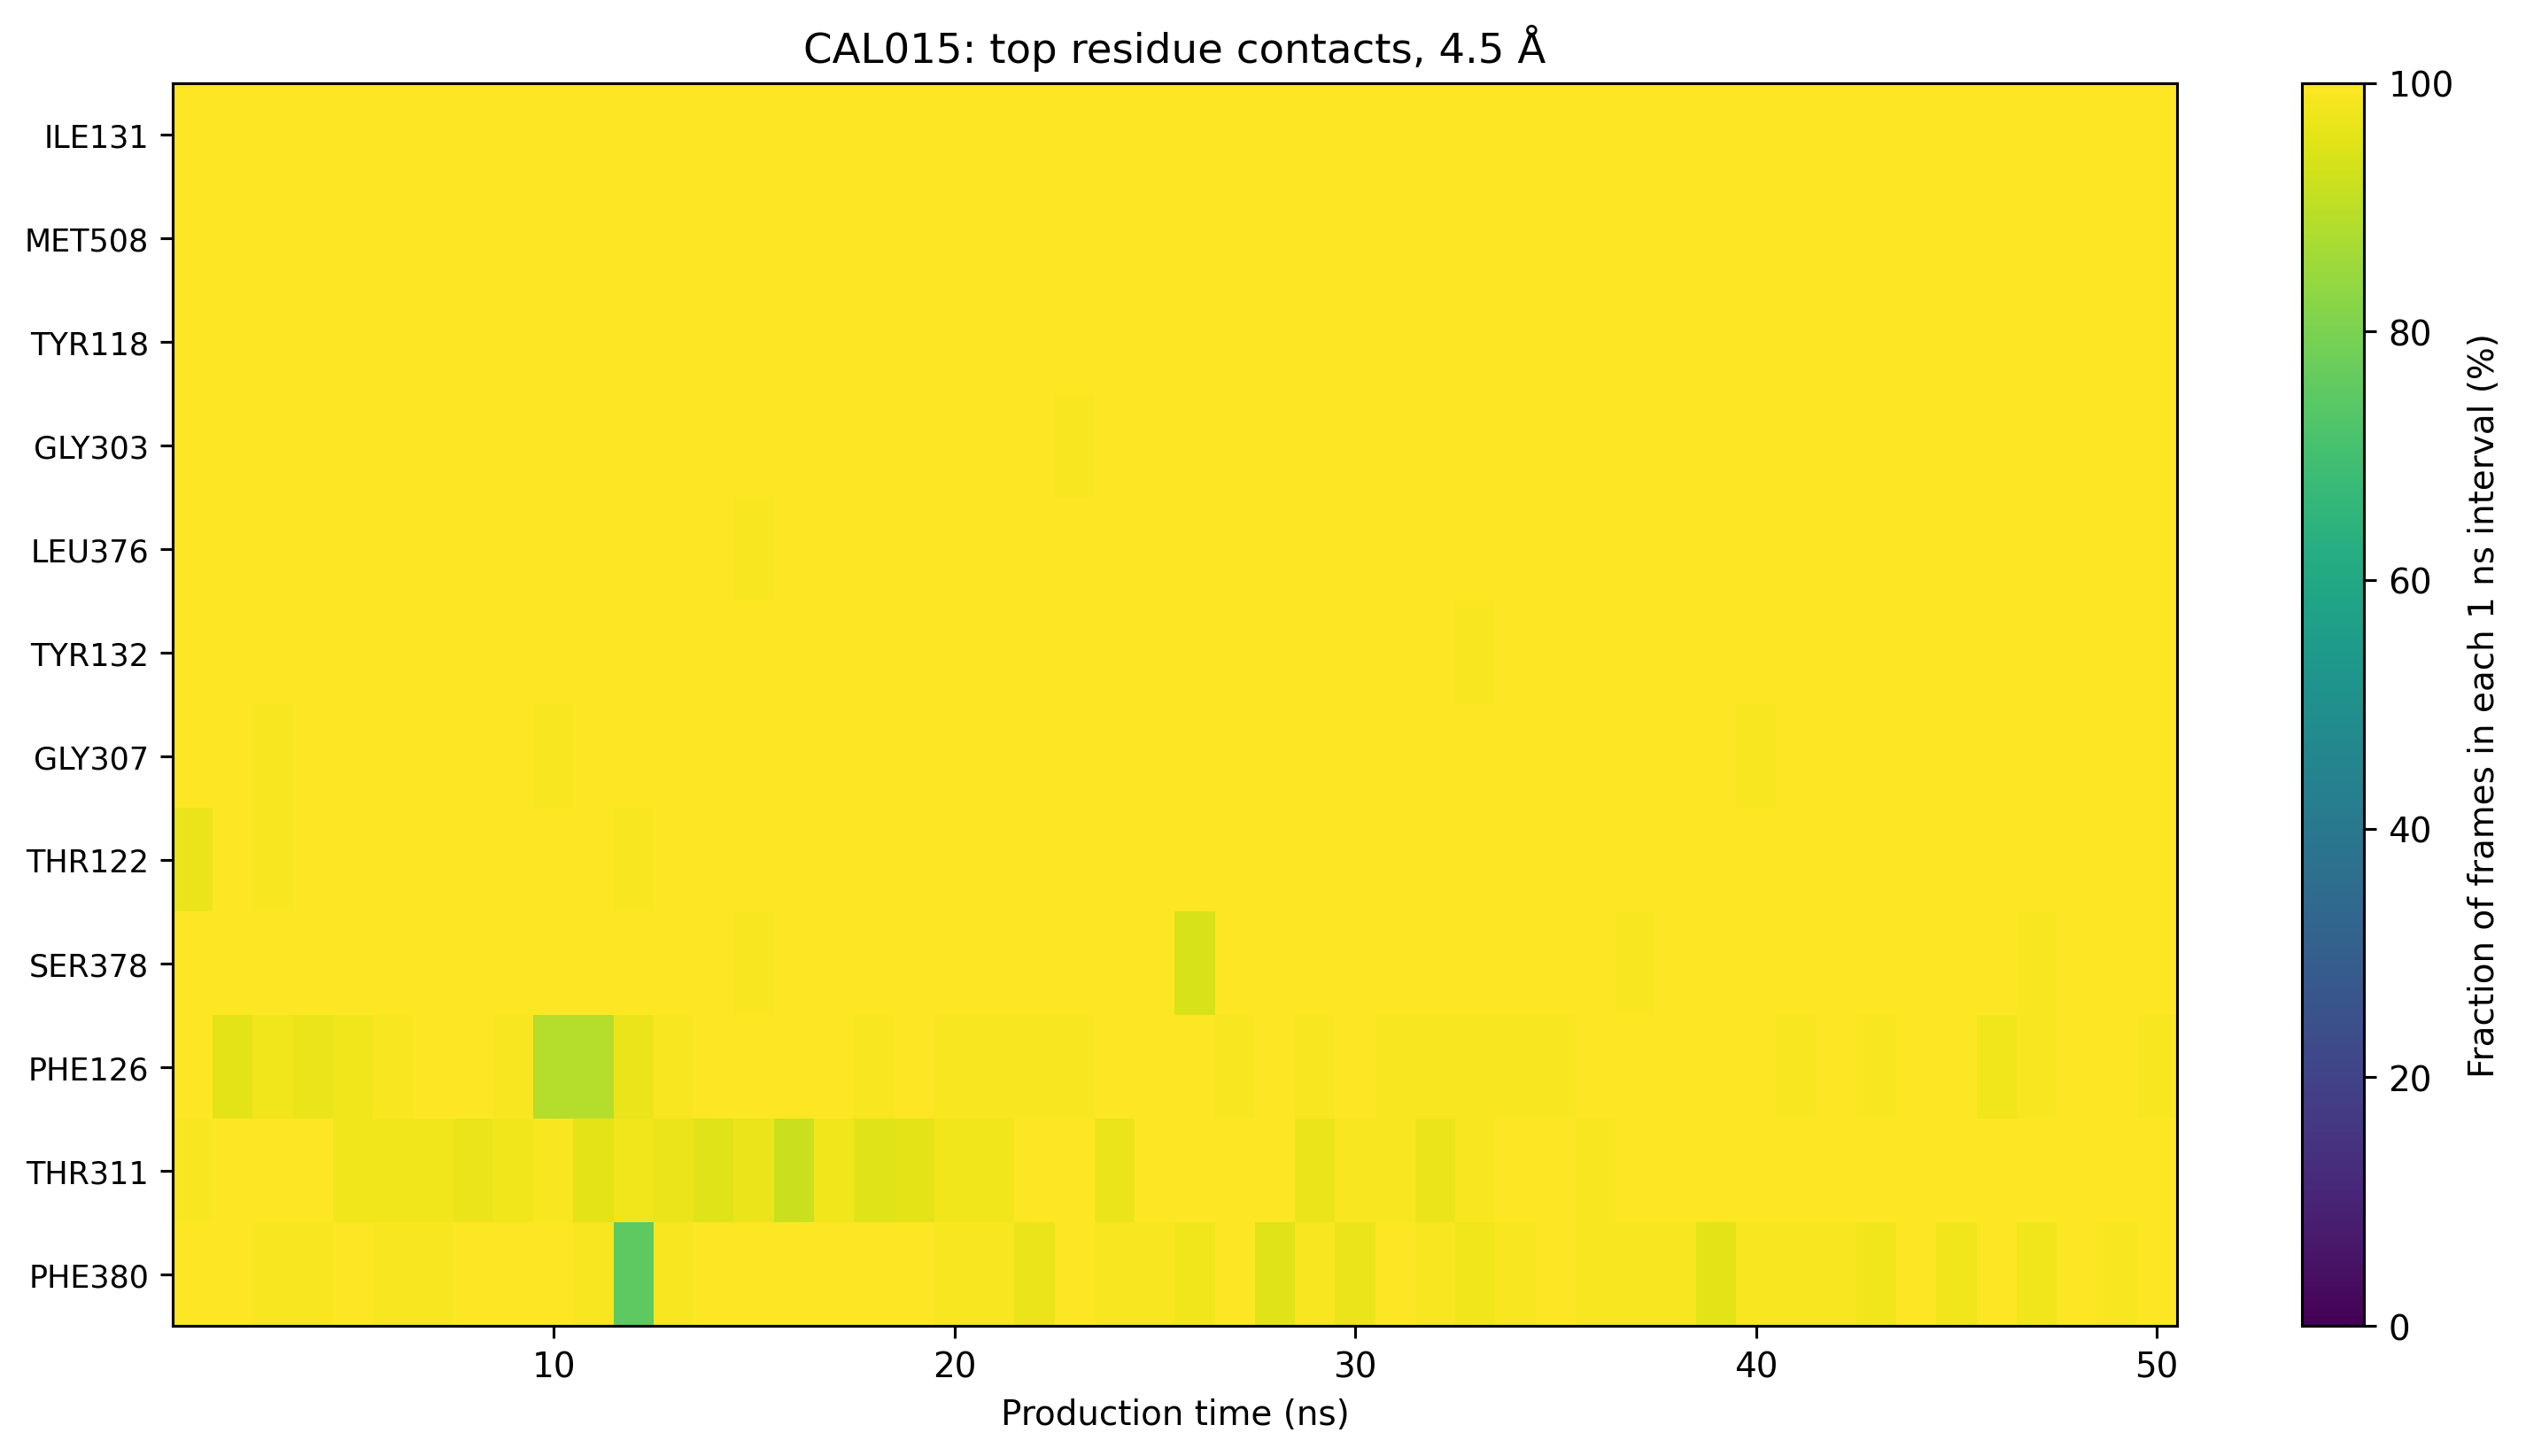 CAL015: top residue contacts, 4.5 Å
ILE131
MET508
TYR118
GLY303
LEU376
TYR132
GLY307
THR122
SER378
PHE126
THR311
PHE380
10
20
30
40
50
Production time (ns)
100
80
60
40
20
0
Fraction of frames in each 1 ns interval (%)